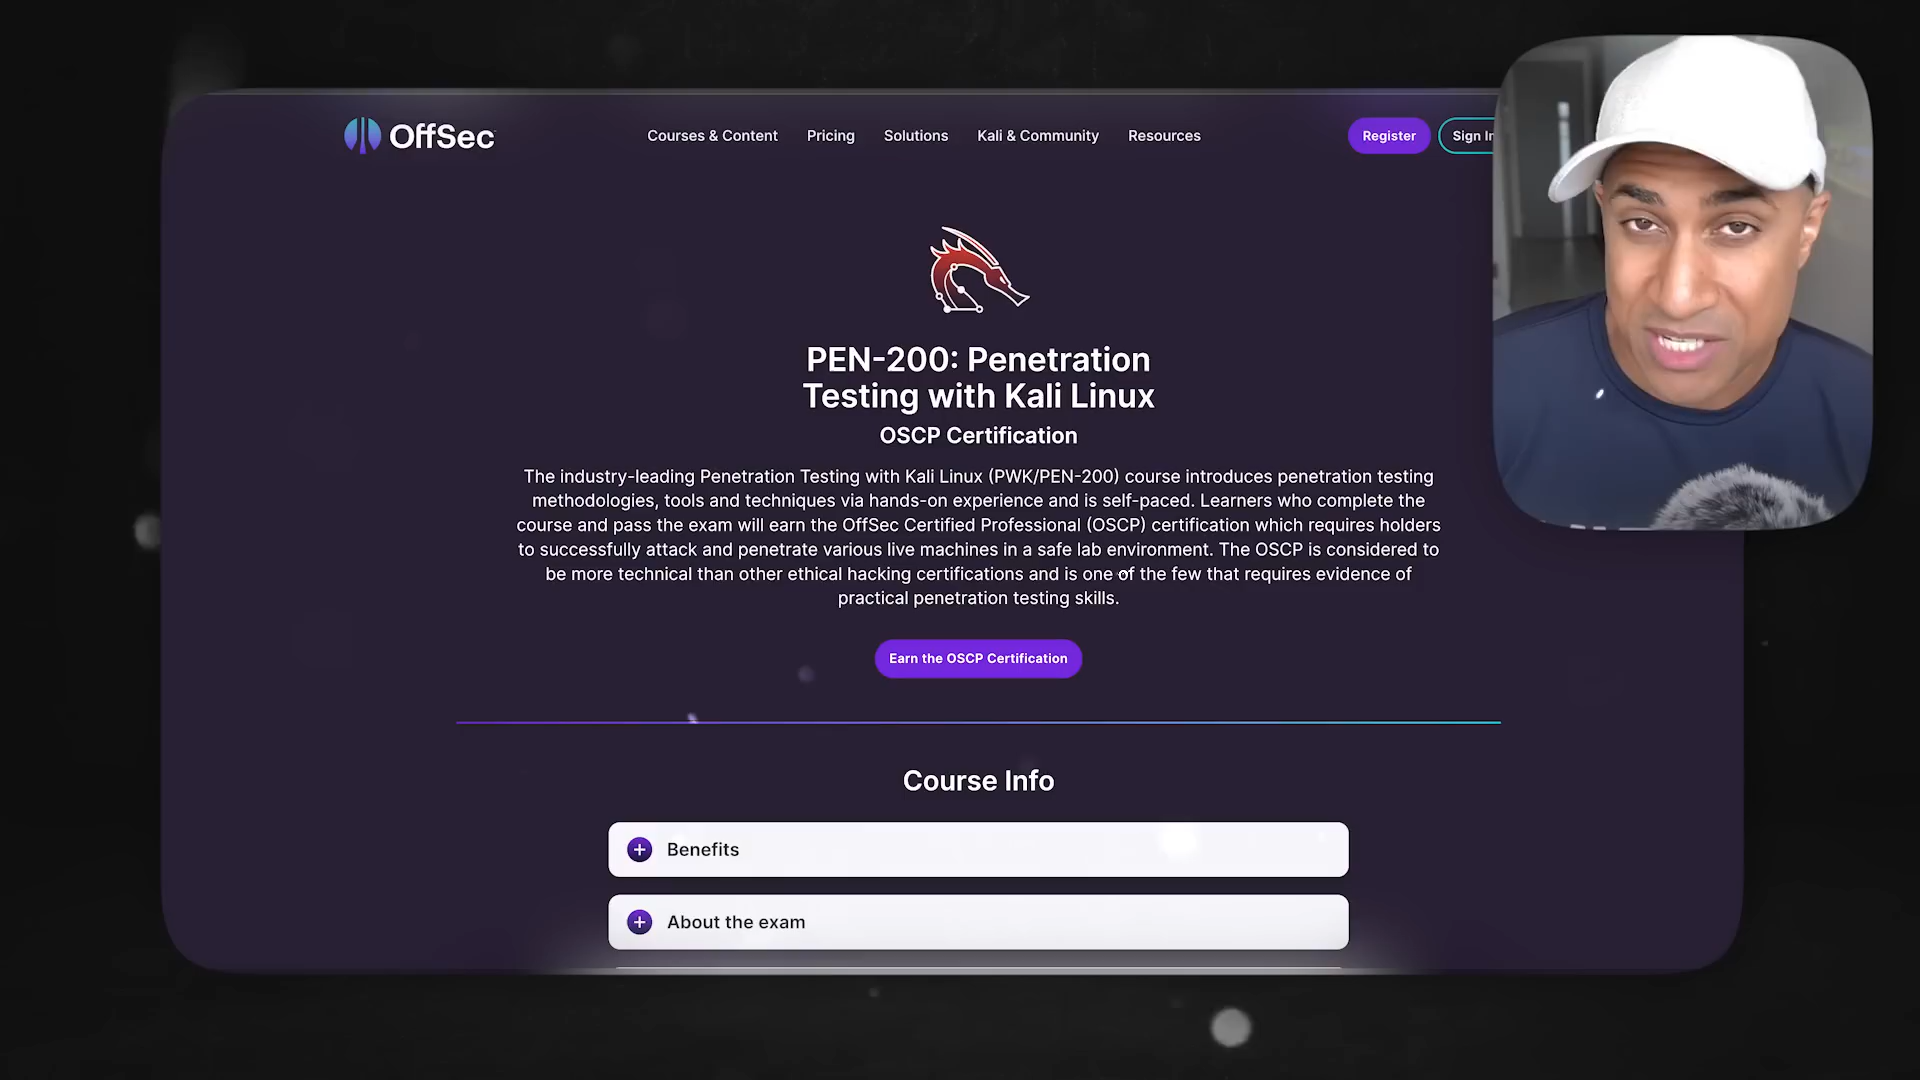 OffSec
Courses & Content
Pricing
Solutions
Kali & Community
Resources
Register
Sign In
PEN-200: Penetration
Testing with Kali Linux
OSCP Certification
The industry-leading Penetration Testing with Kali Linux (PWK/PEN-200) course introduces penetration testing
methodologies, tools and techniques via hands-on experience and is self-paced. Learners who complete the
course and pass the exam will earn the OffSec Certified Professional (OSCP) certification which requires holders
to successfully attack and penetrate various live machines in a safe lab environment. The OSCP is considered to
be more technical than other ethical hacking certifications and is one of the few that requires evidence of
practical penetration testing skills.
Earn the OSCP Certification
Course Info
Benefits
About the exam